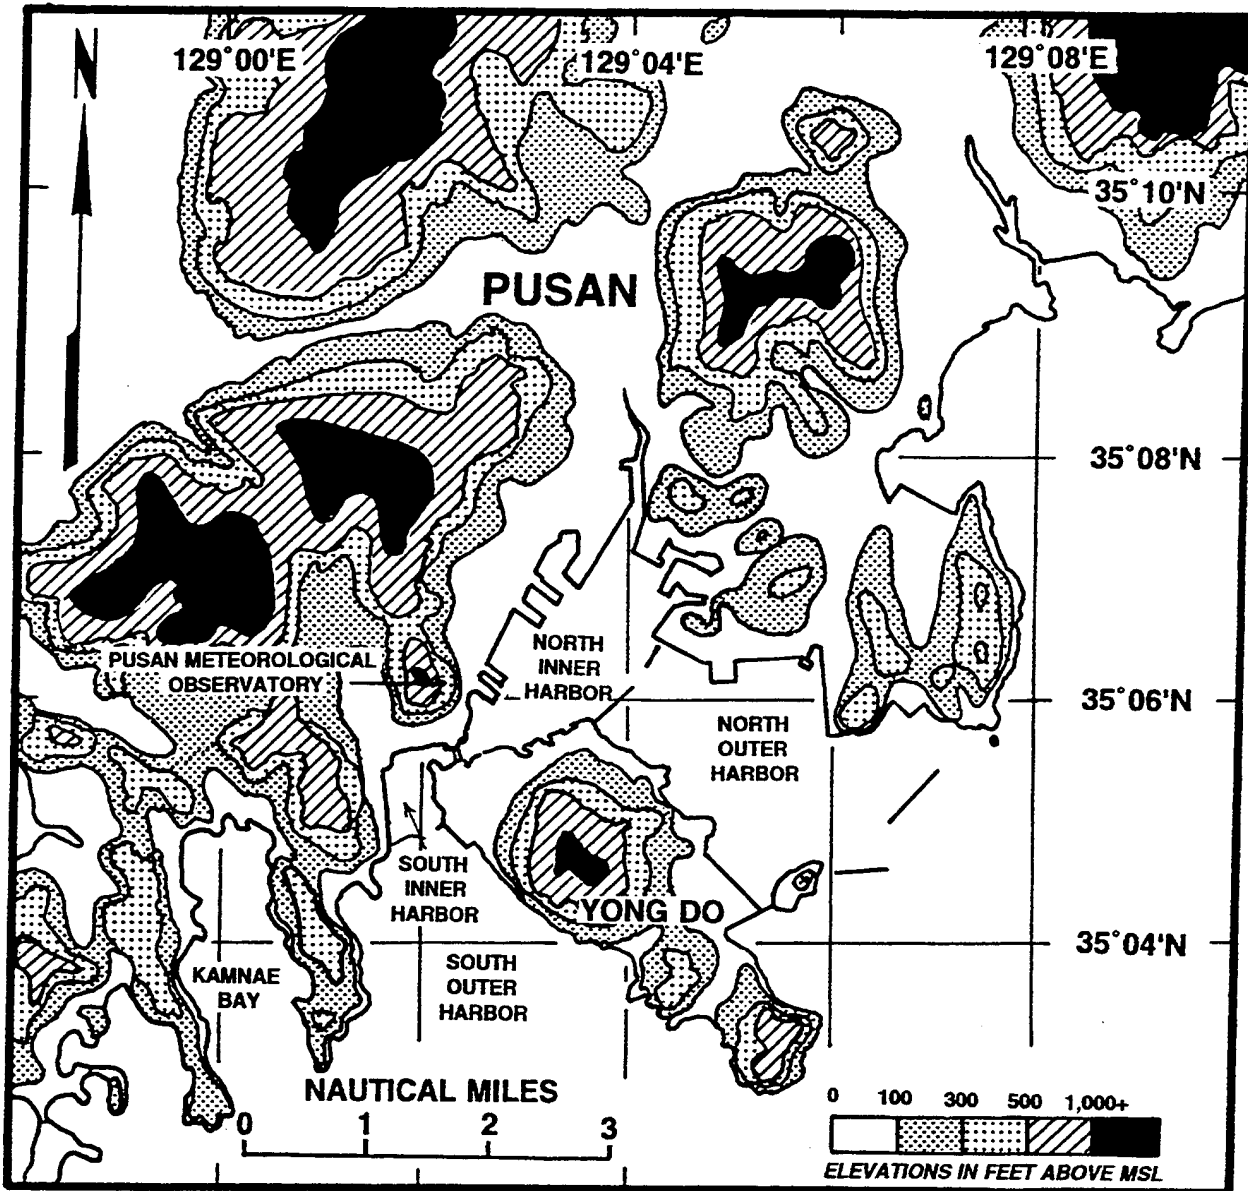 N
129°00'E
129°04'E
129°08'E
35°10'N
PUSAN
35°08'N
PUSAN METEOROLOGICAL
OBSERVATORY
NORTH
INNER
HARBOR
35°06'N
NORTH
OUTER
HARBOR
SOUTH
INNER
HARBOR
YONG DO
35°04'N
KAMNAE
BAY
SOUTH
OUTER
HARBOR
NAUTICAL MILES
0 1 2 3
0 100 300 500 1,000+
ELEVATIONS IN FEET ABOVE MSL